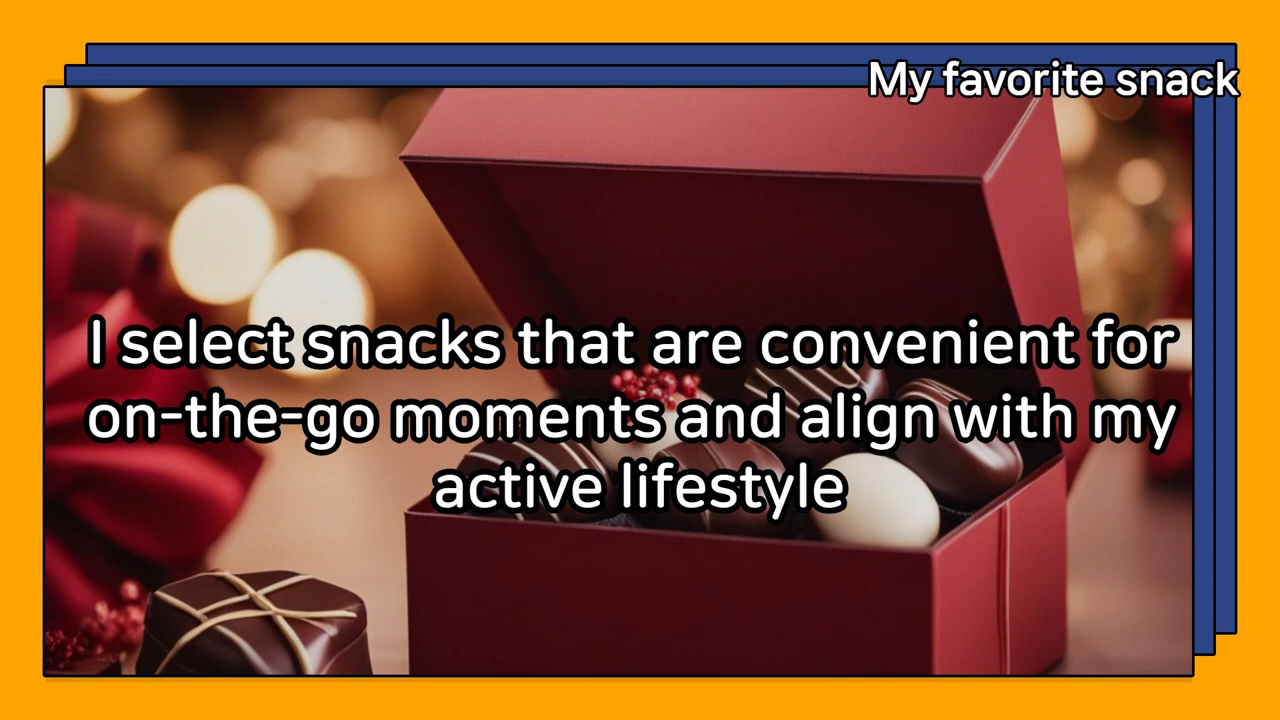 My favorite snack
I select snacks that are convenient for
on-the-go moments and align with my
active lifestyle